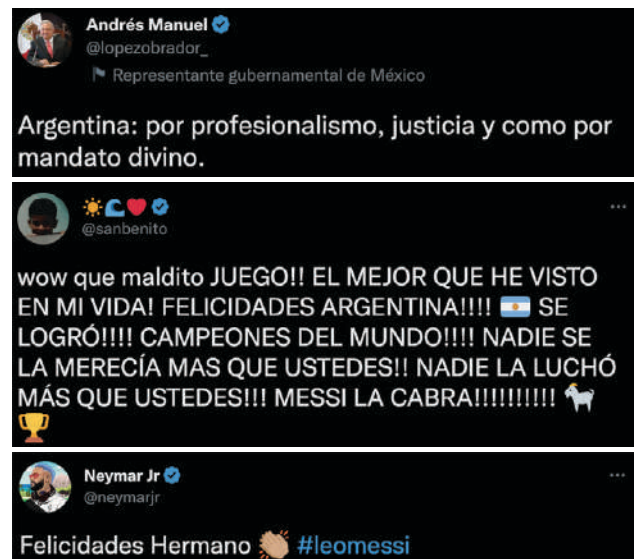 Andrés Manuel
@lopezobrador_
Representante gubernamental de México
Argentina: por profesionalismo, justicia y como por
mandato divino.
☀️🌊❤️
@sanbenito
wow que maldito JUEGO!! EL MEJOR QUE HE VISTO
EN MI VIDA! FELICIDADES ARGENTINA!!!! 🇦🇷 SE
LOGRÓ!!!! CAMPEONES DEL MUNDO!!!! NADIE SE
LA MERECÍA MAS QUE USTEDES!! NADIE LA LUCHÓ
MÁS QUE USTEDES!!! MESSI LA CABRA!!!!!!!!!! 🐐
🏆
Neymar Jr
@neymarjr
Felicidades Hermano 👏🏼 #leomessi